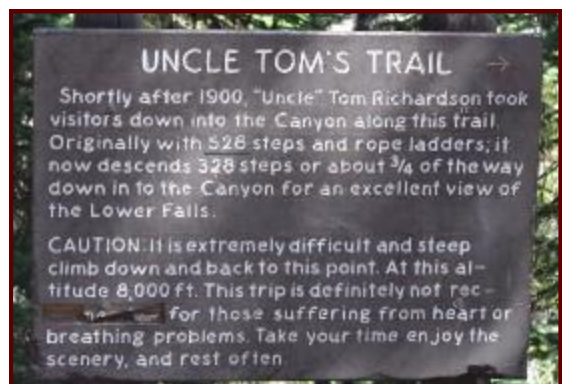 UNCLE TOM'S TRAIL →
Shortly after 1900, "Uncle" Tom Richardson took
visitors down into the Canyon along this trail.
Originally with 528 steps and rope ladders; it
now descends 328 steps or about ¾ of the way
down in to the Canyon for an excellent view of
the Lower Falls.
CAUTION: It is extremely difficult and steep
climb down and back to this point. At this al-
titude 8,000 ft. This trip is definitely not rec-
for those suffering from heart or
breathing problems. Take your time enjoy the
scenery, and rest often